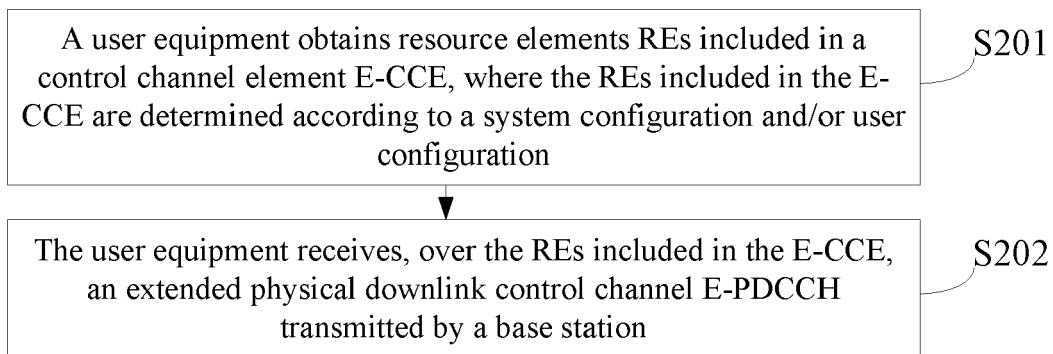 A user equipment obtains resource elements REs included in a
control channel element E-CCE, where the REs included in the E-
CCE are determined according to a system configuration and/or user
configuration
S201
The user equipment receives, over the REs included in the E-CCE,
an extended physical downlink control channel E-PDCCH
transmitted by a base station
S202